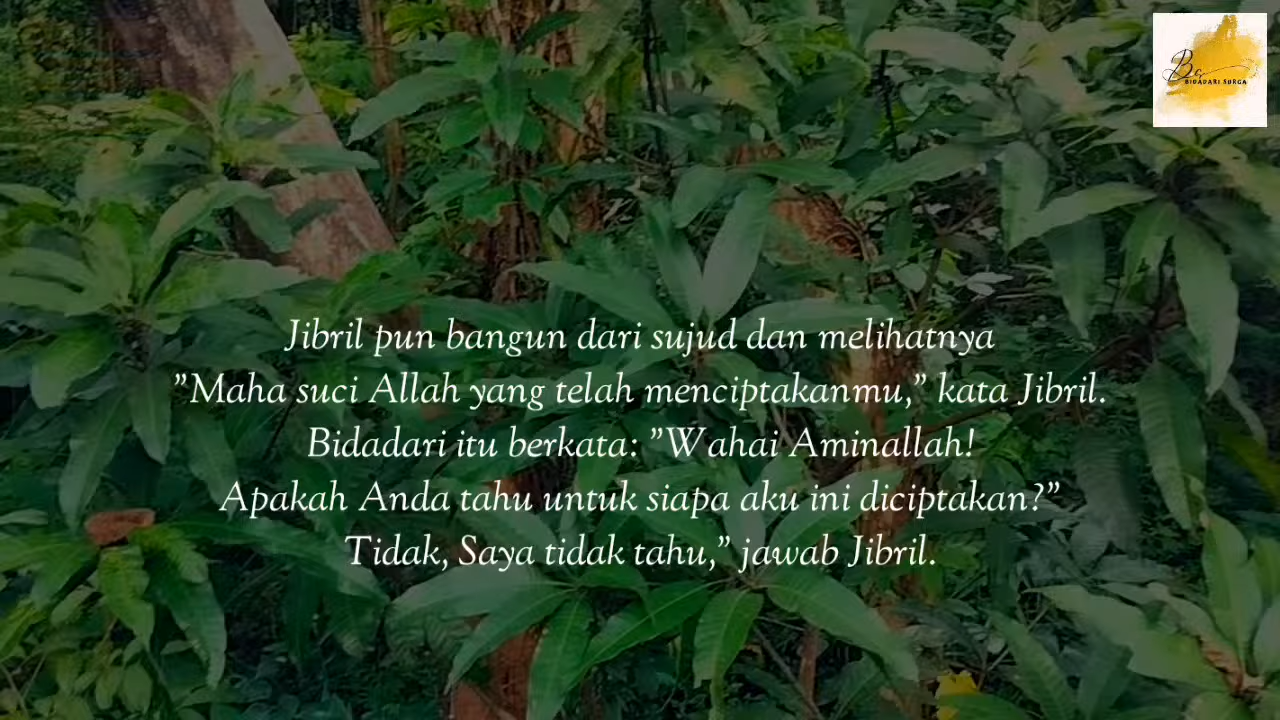 Bs
BIDADARI SURGA
Jibril pun bangun dari sujud dan melihatnya
”Maha suci Allah yang telah menciptakanmu,” kata Jibril.
Bidadari itu berkata: ”Wahai Aminallah!
Apakah Anda tahu untuk siapa aku ini diciptakan?”
Tidak, Saya tidak tahu,” jawab Jibril.